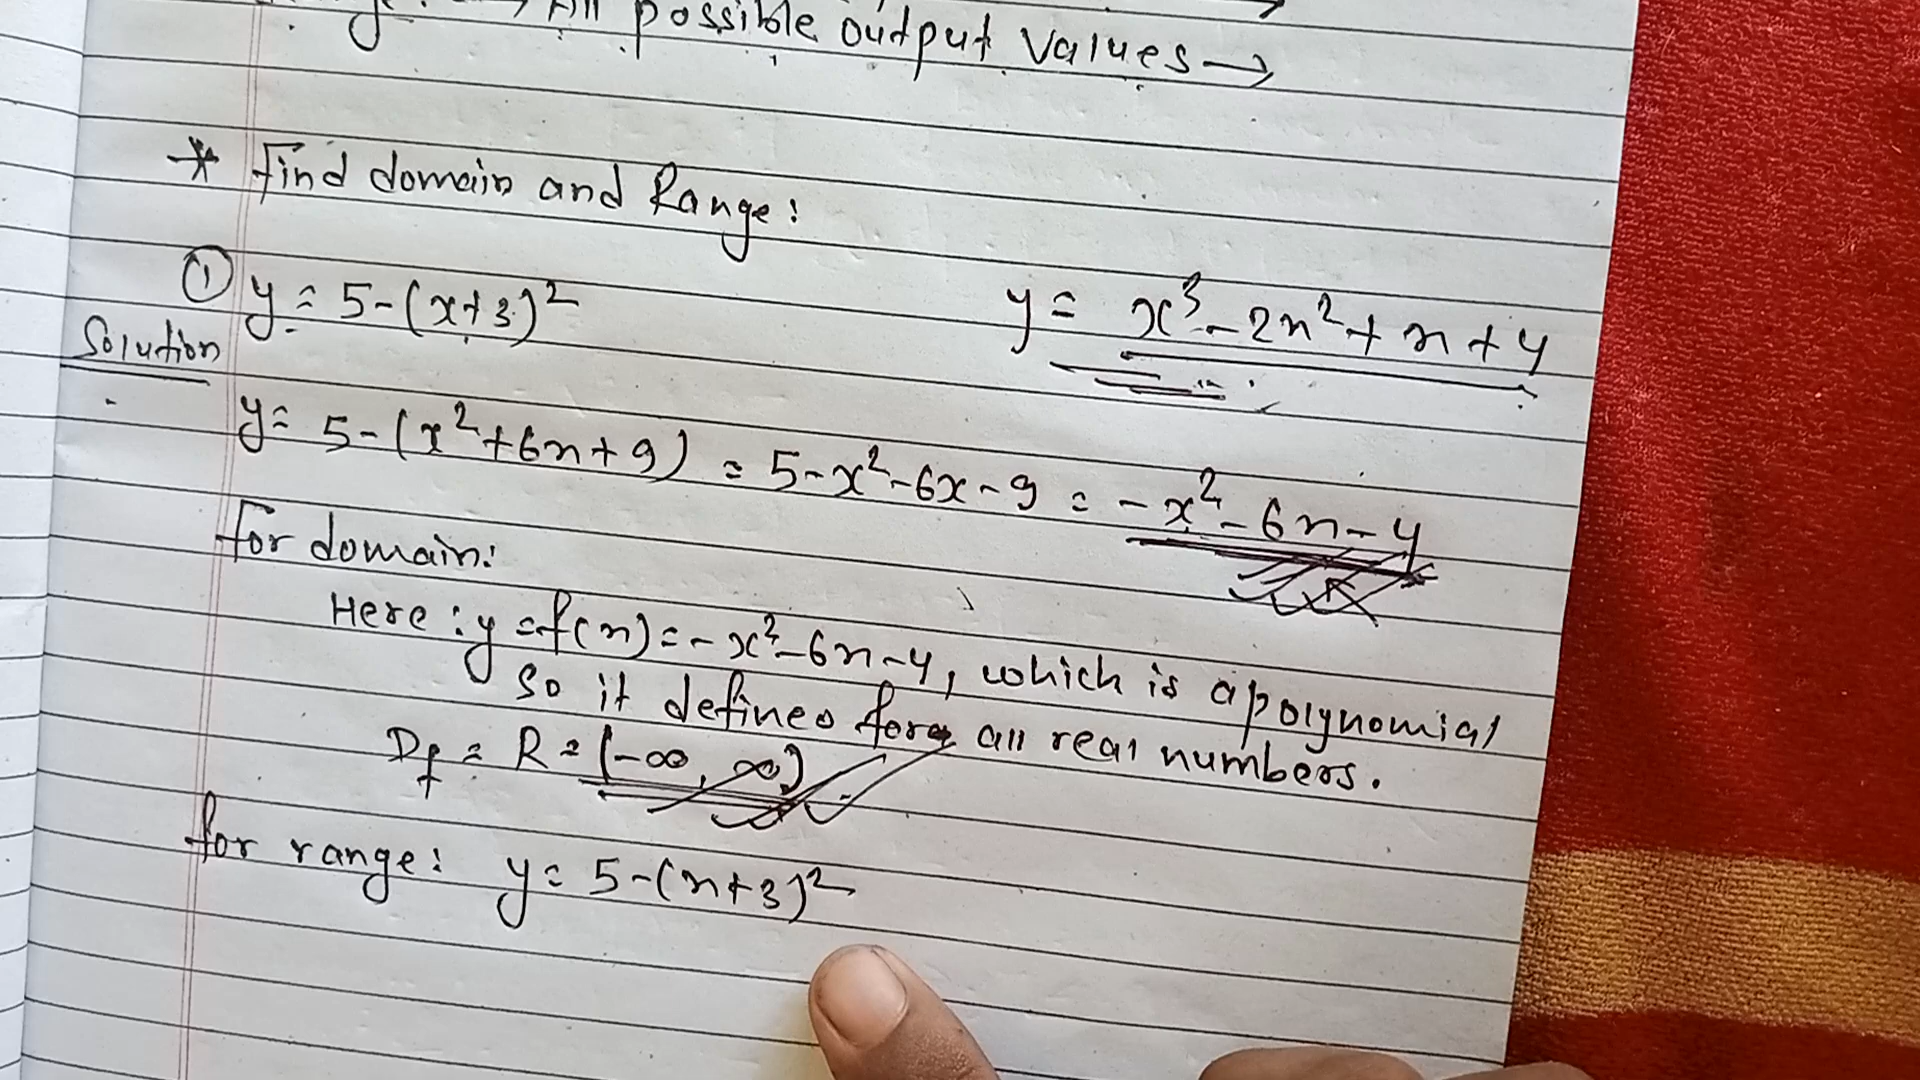 → All possible output values →
* Find domain and Range:
① y = 5-(x+3)²
y = x³-2x²+x+4
Solution
y = 5-(x²+6x+9) = 5-x²-6x-9 = -x²-6x-4
For domain:
Here: y = f(x) = -x²-6x-4, which is a polynomial
so it defines for all real numbers.
Df = R = (-∞, ∞)
for range: y = 5-(x+3)²